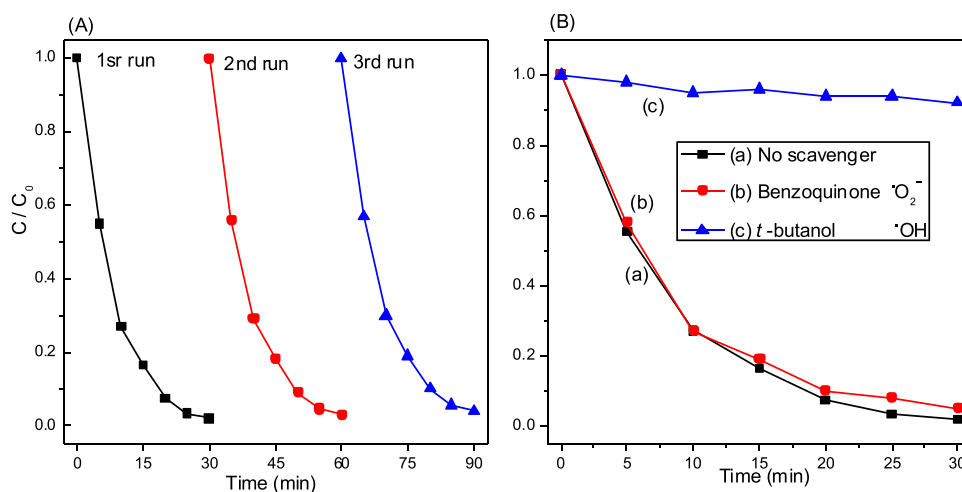 (A)
1sr run
2nd run
3rd run
1.0
0.8
0.6
0.4
0.2
0.0
C / C0
0 15 30 45 60 75 90
Time (min)
(B)
1.0
0.8
0.6
0.4
0.2
0.0
(c)
(b)
(a)
(a) No scavenger
(b) Benzoquinone ·O2−
(c) t -butanol ·OH
0 5 10 15 20 25 30
Time (min)